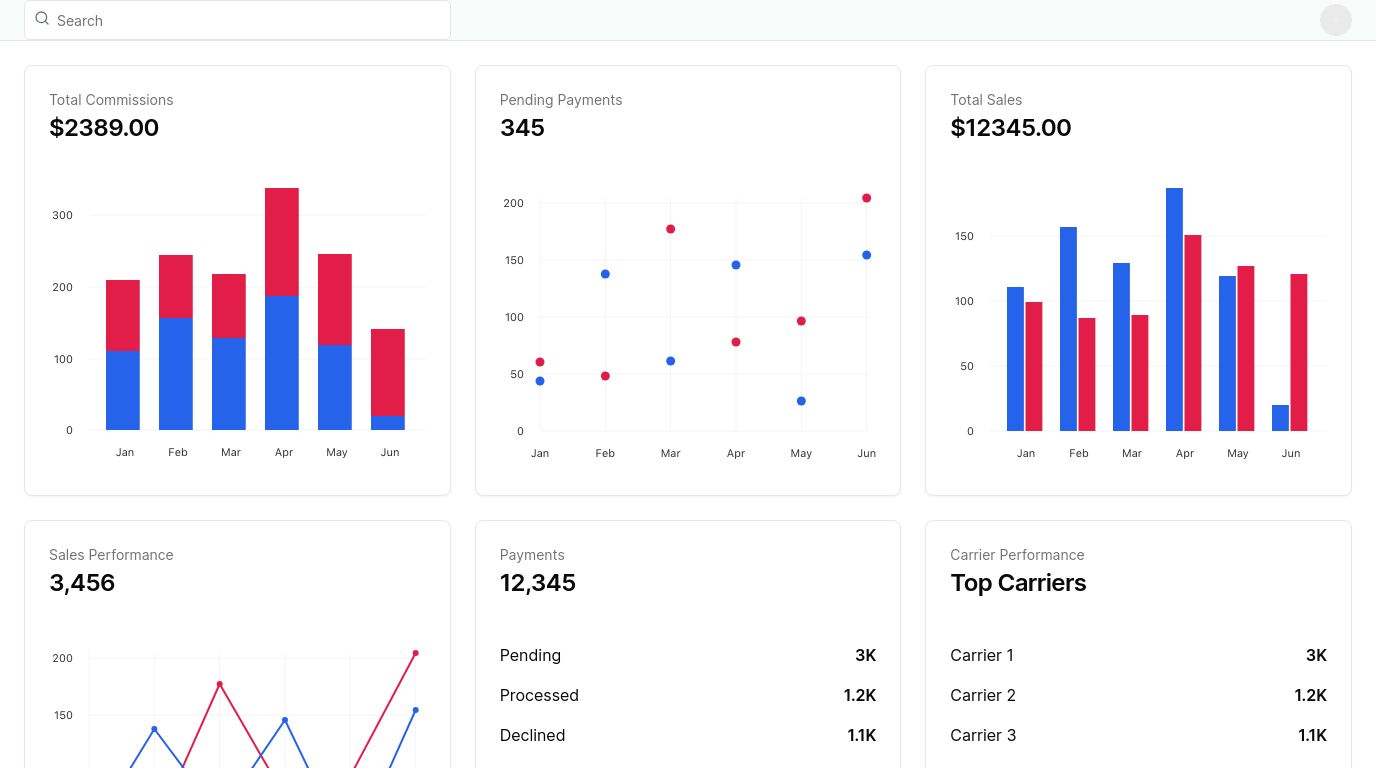 Search
Total Commissions
$2389.00
300
200
100
0
Jan Feb Mar Apr May Jun
Pending Payments
345
200
150
100
50
0
Jan Feb Mar Apr May Jun
Total Sales
$12345.00
150
100
50
0
Jan Feb Mar Apr May Jun
Sales Performance
3,456
200
150
Payments
12,345
Pending 3K
Processed 1.2K
Declined 1.1K
Carrier Performance
Top Carriers
Carrier 1 3K
Carrier 2 1.2K
Carrier 3 1.1K